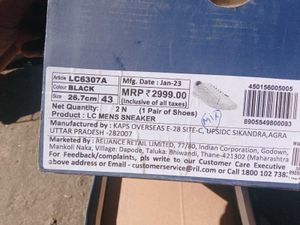 Article LC6307A
Colour BLACK
Size 26.7cm 43
Mfg. Date: Jan-23
MRP ₹ 2999.00
(Inclusive of all taxes)
Net Quantity: 2 N (1 Pair of Shoes)
Product : LC MENS SNEAKER
450156005005
8905549800093
MIX
Manufactured by: KAPS OVERSEAS E-28 SITE-C, UPSIDC SIKANDRA,AGRA
UTTAR PRADESH -282007
Marketed by : RELIANCE RETAIL LIMITED, 77/80, Indian Corporation, Godown,
Mankoli Naka, Village: Dapode, Taluka: Bhiwandi, Thane-421302 (Maharashtra
For Feedback/complaints, please contact our Customer Care Executive
at above address Email - customerservice@ril.com or Call 1800 102 738